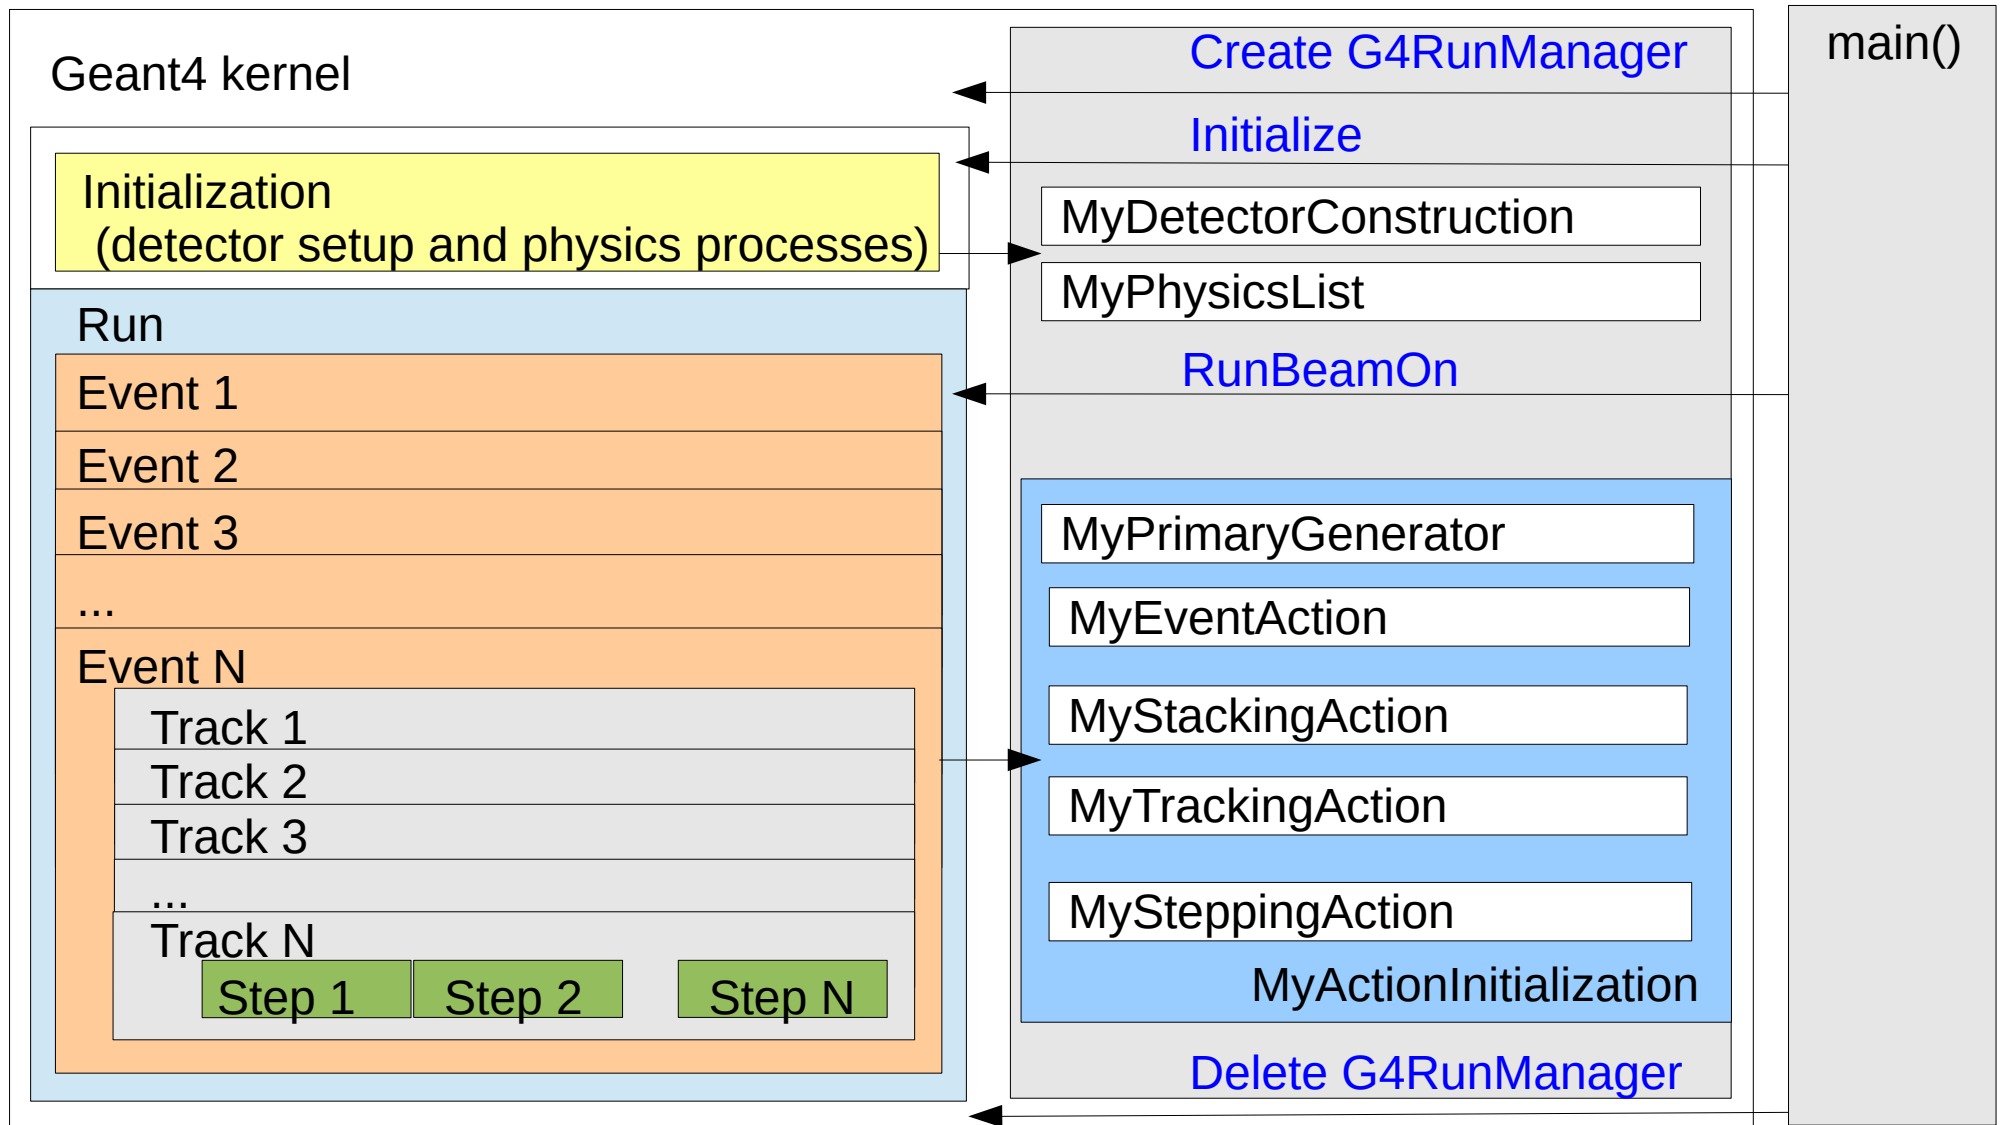 Geant4 kernel
Initialization
(detector setup and physics processes)
Run
Event 1
Event 2
Event 3
...
Event N
Track 1
Track 2
Track 3
...
Track N
Step 1
Step 2
Step N
Create G4RunManager
Initialize
MyDetectorConstruction
MyPhysicsList
RunBeamOn
MyPrimaryGenerator
MyEventAction
MyStackingAction
MyTrackingAction
MySteppingAction
MyActionInitialization
Delete G4RunManager
main()